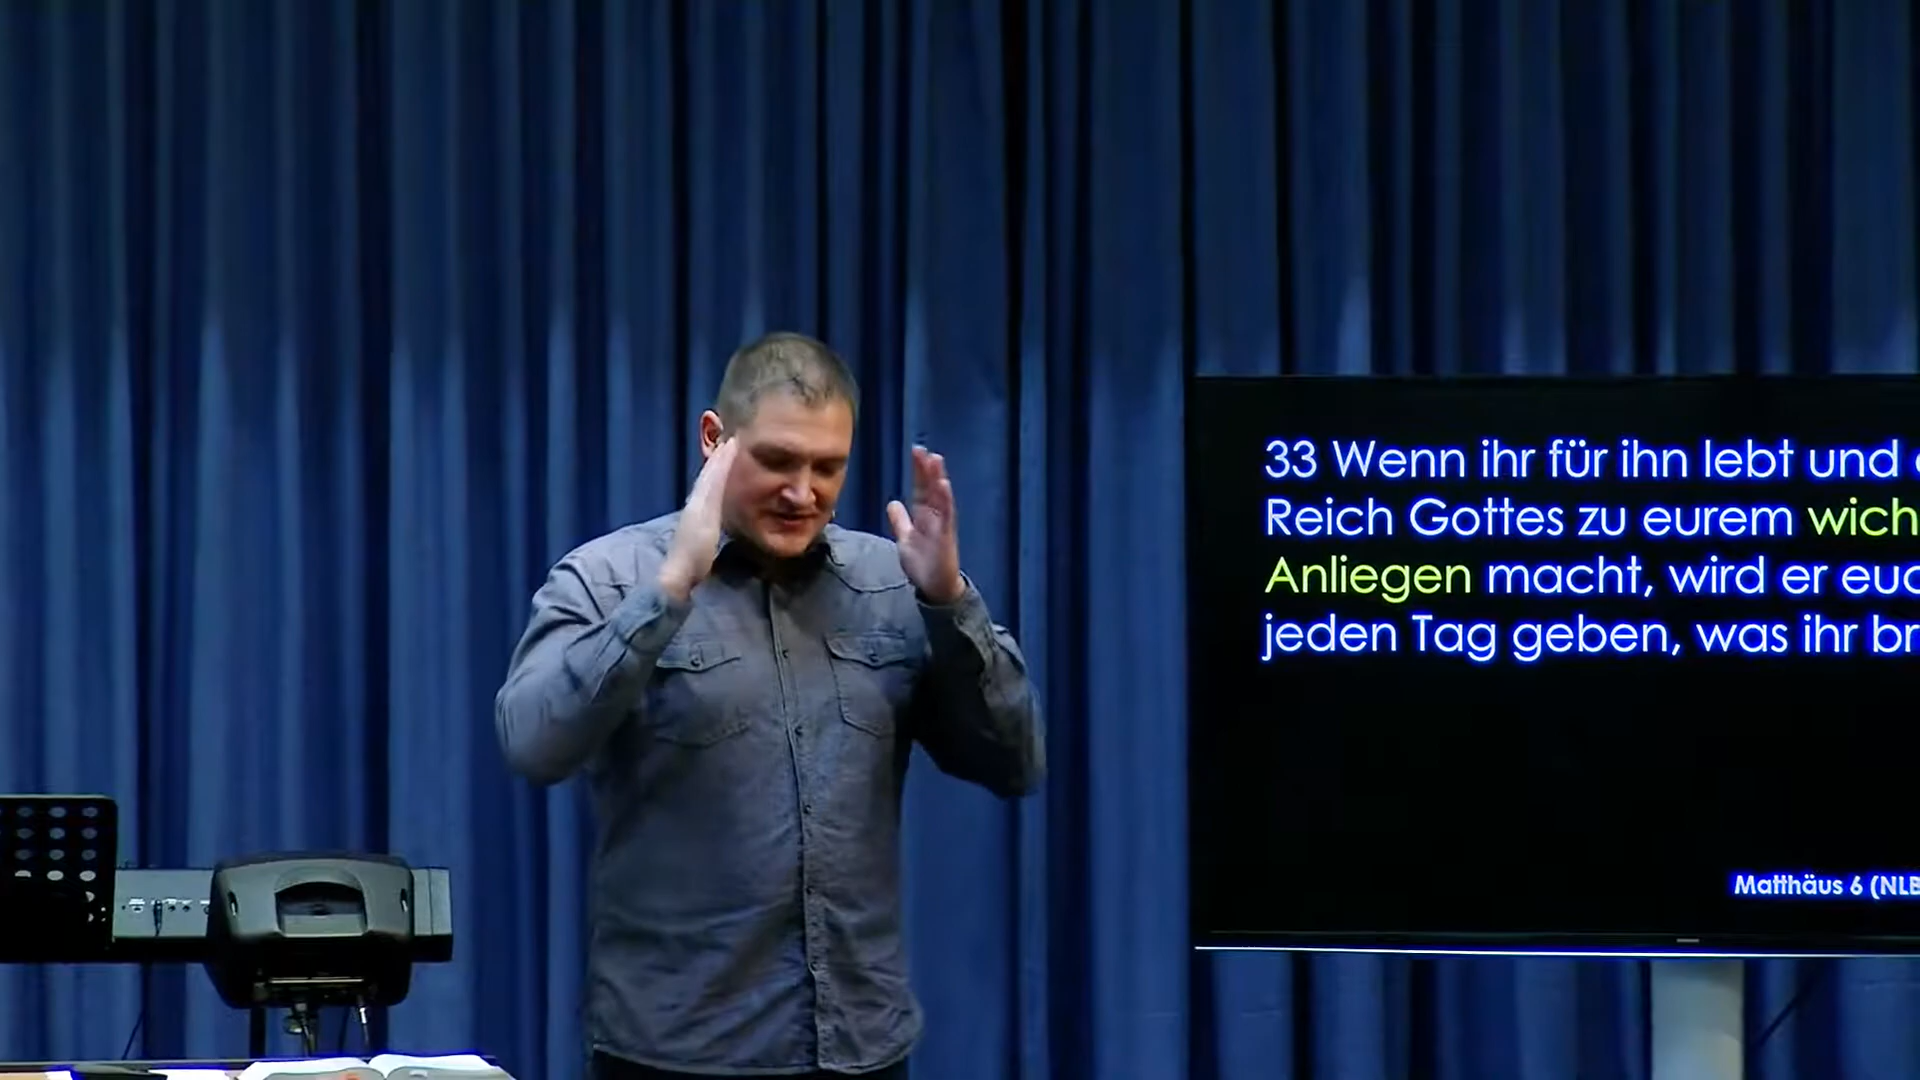 33 Wenn ihr für ihn lebt und
Reich Gottes zu eurem wich
Anliegen macht, wird er euc
jeden Tag geben, was ihr br
Matthäus 6 (NLB